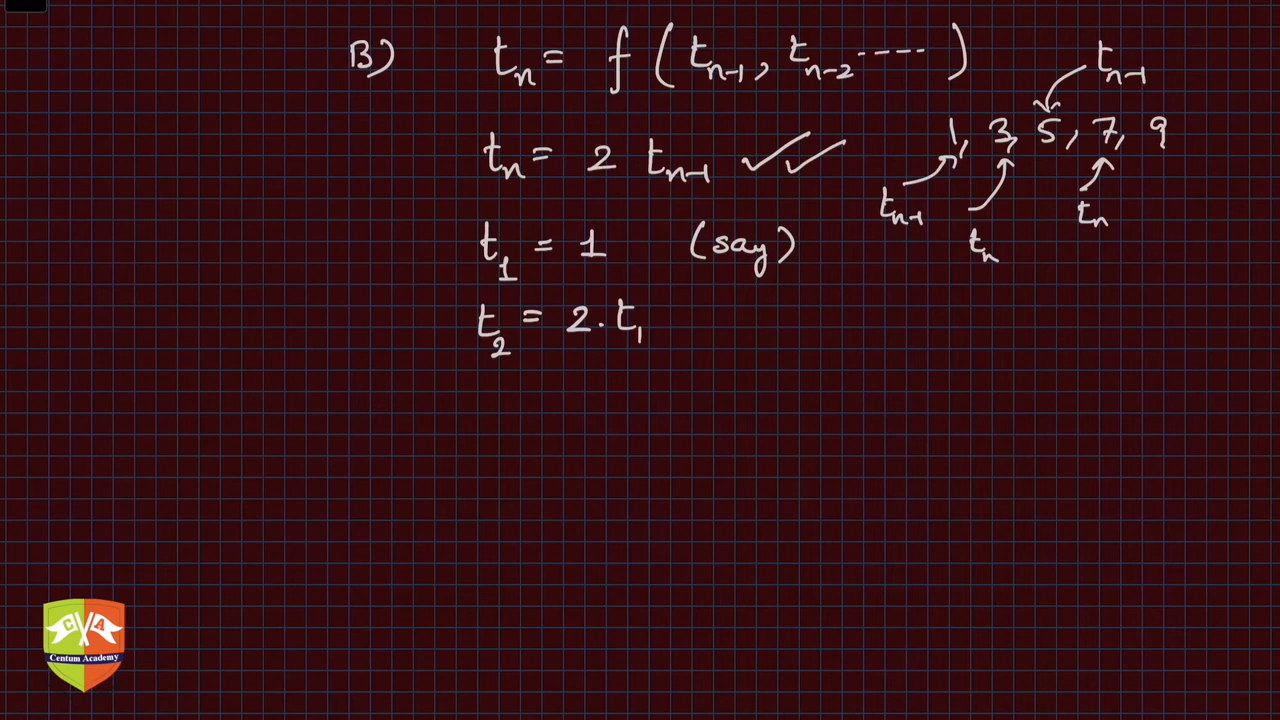 B) tₙ = f ( tₙ₋₁, tₙ₋₂ ----- )
tₙ₋₁
1, 3, 5, 7, 9
tₙ = 2 tₙ₋₁ ✓✓
tₙ₋₁
tₙ
tₙ
t₁ = 1 (say)
t₂ = 2 . t₁
C A
Centum Academy